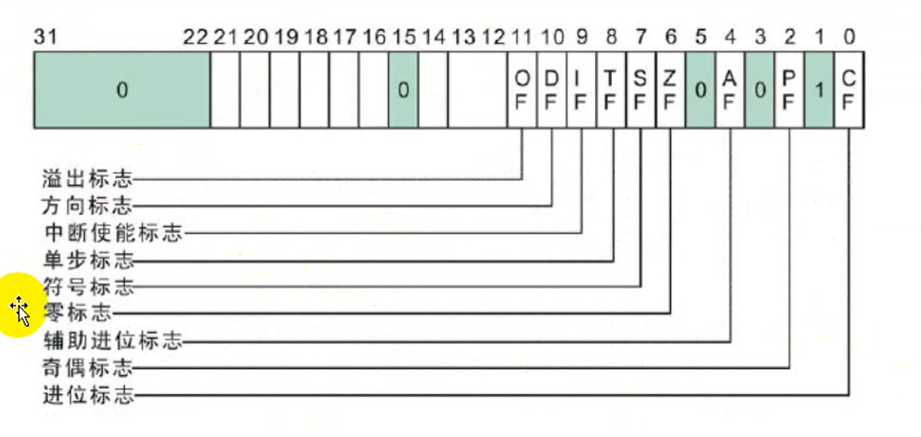 31 22 21 20 19 18 17 16 15 14 13 12 11 10 9 8 7 6 5 4 3 2 1 0
0 0 OF DF IF TF SF ZF 0 AF 0 PF 1 CF
溢出标志
方向标志
中断使能标志
单步标志
符号标志
零标志
辅助进位标志
奇偶标志
进位标志